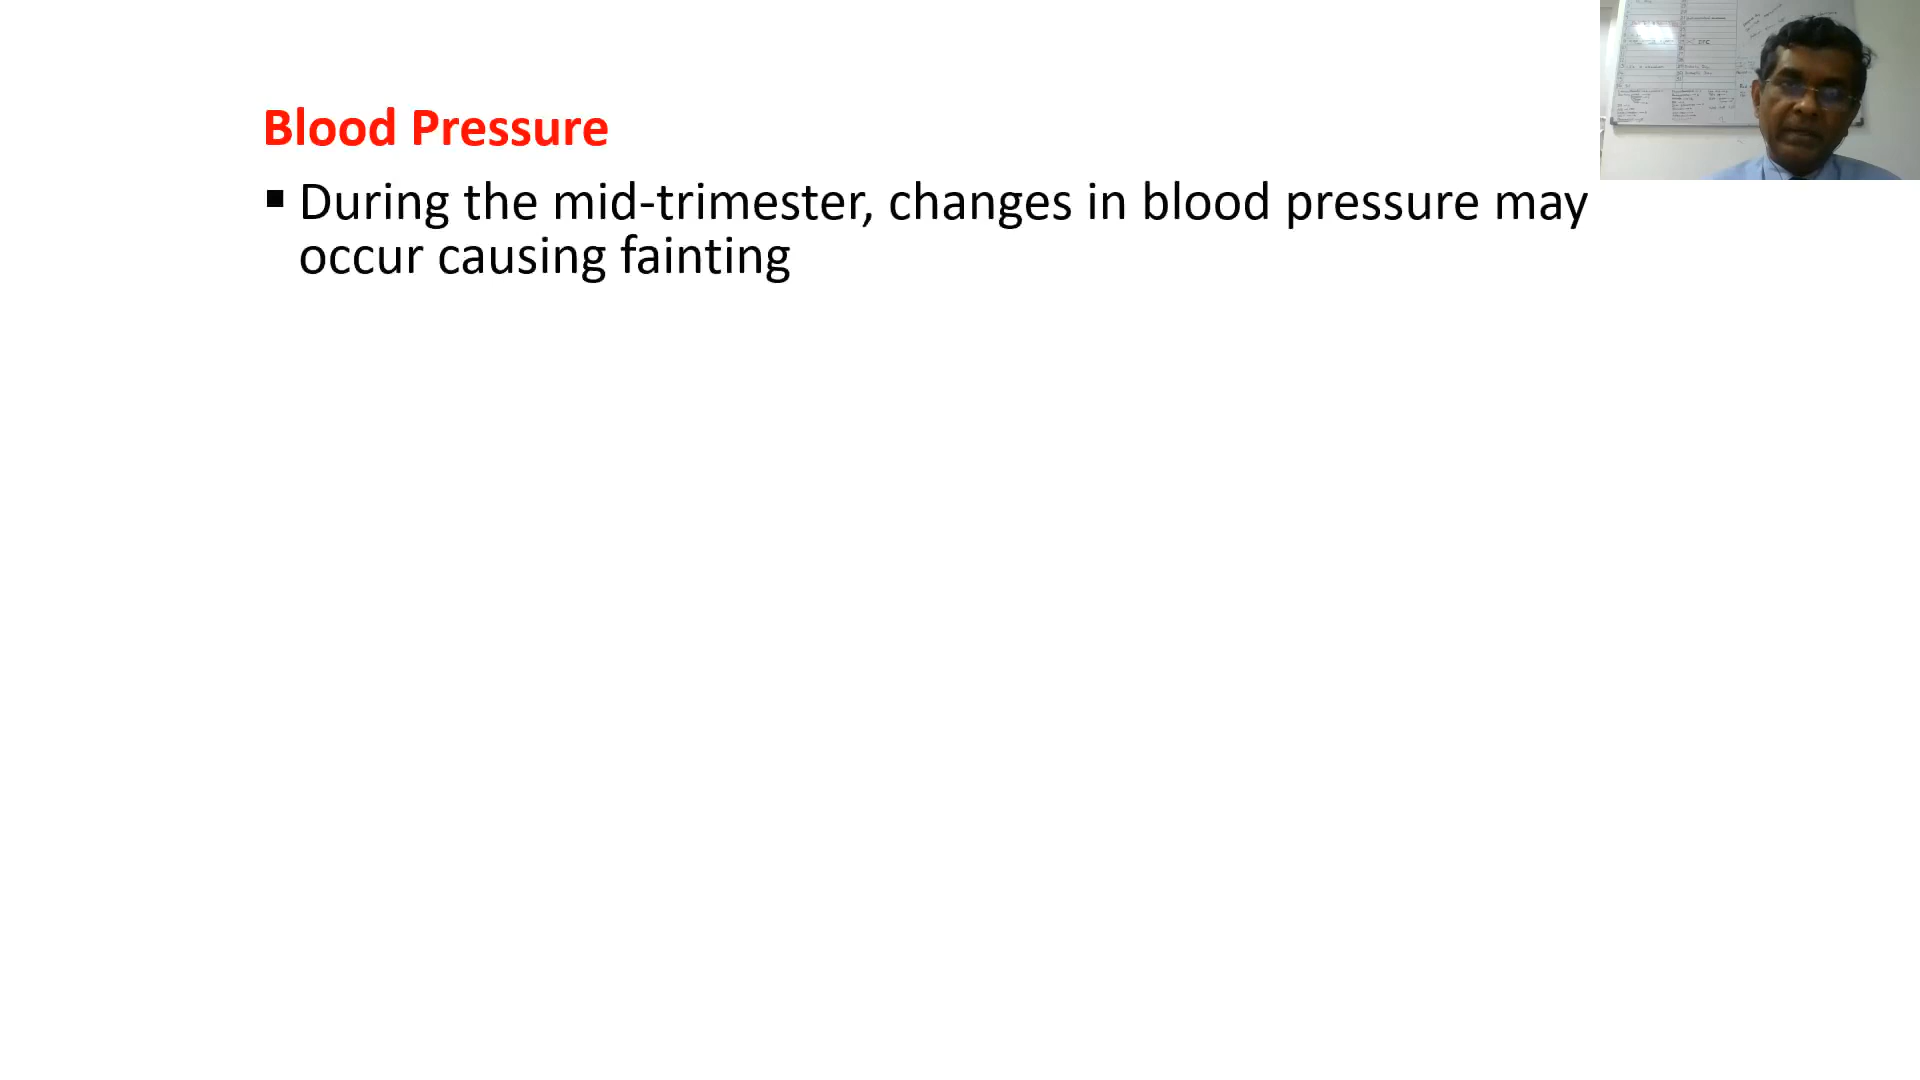 Blood Pressure
▪ During the mid-trimester, changes in blood pressure may
occur causing fainting